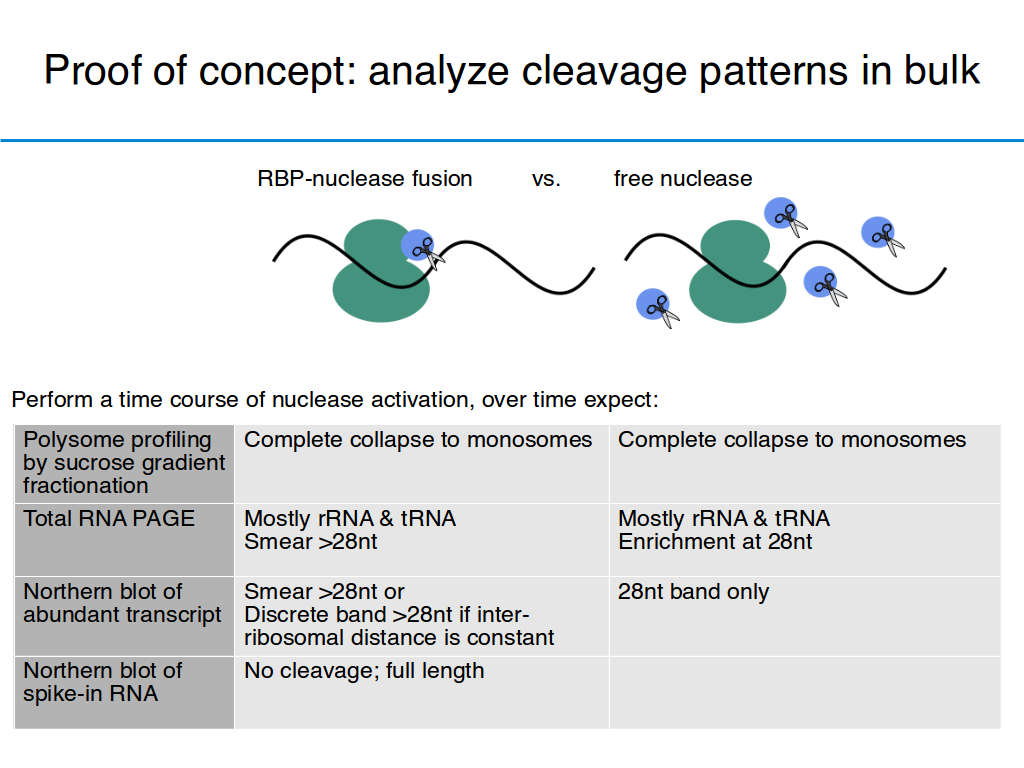 Proof of concept: analyze cleavage patterns in bulk
RBP-nuclease fusion vs. free nuclease
Perform a time course of nuclease activation, over time expect:
Polysome profiling
by sucrose gradient
fractionation
Complete collapse to monosomes
Complete collapse to monosomes
Total RNA PAGE
Mostly rRNA & tRNA
Smear >28nt
Mostly rRNA & tRNA
Enrichment at 28nt
Northern blot of
abundant transcript
Smear >28nt or
Discrete band >28nt if inter-
ribosomal distance is constant
28nt band only
Northern blot of
spike-in RNA
No cleavage; full length